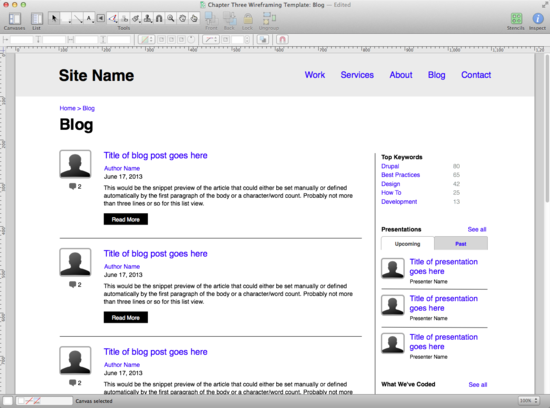 Chapter Three Wireframing Template: Blog — Edited
Canvases
List
Tools
Front
Back
Lock
Ungroup
Stencils
Inspect
Site Name
Work
Services
About
Blog
Contact
Home > Blog
Blog
Title of blog post goes here
Author Name
June 17, 2013
This would be the snippet preview of the article that could either be set manually or defined
automatically by the first paragraph of the body or a character/word count. Probably not more
than three lines or so for this list view.
2
Read More
Title of blog post goes here
Author Name
June 17, 2013
This would be the snippet preview of the article that could either be set manually or defined
automatically by the first paragraph of the body or a character/word count. Probably not more
than three lines or so for this list view.
2
Read More
Title of blog post goes here
Author Name
June 17, 2013
This would be the snippet preview of the article that could either be set manually or defined
automatically by the first paragraph of the body or a character/word count. Probably not more
2
Top Keywords
Drupal 80
Best Practices 65
Design 42
How To 25
Development 13
Presentations See all
Upcoming Past
Title of presentation
goes here
Presenter Name
Title of presentation
goes here
Presenter Name
Title of presentation
goes here
Presenter Name
What We've Coded See all
Canvas selected
100%